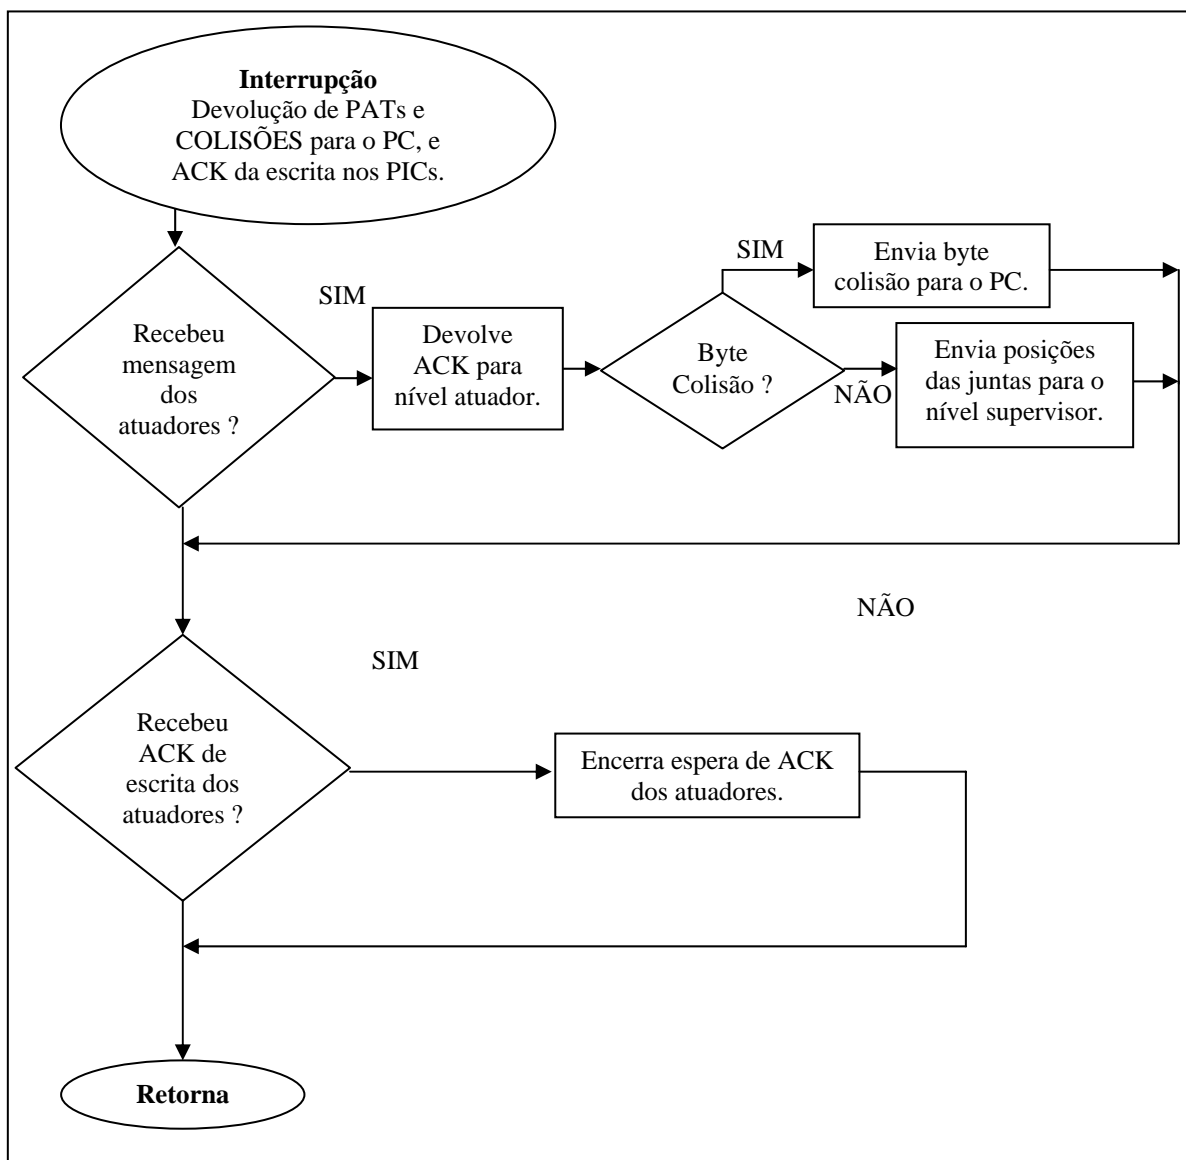 Interrupção
Devolução de PATs e
COLISÕES para o PC, e
ACK da escrita nos PICs.
SIM
Envia byte
colisão para o PC.
SIM
Recebeu
mensagem
dos
atuadores ?
Devolve
ACK para
nível atuador.
Byte
Colisão ?
NÃO
Envia posições
das juntas para o
nível supervisor.
NÃO
SIM
Recebeu
ACK de
escrita dos
atuadores ?
Encerra espera de ACK
dos atuadores.
Retorna